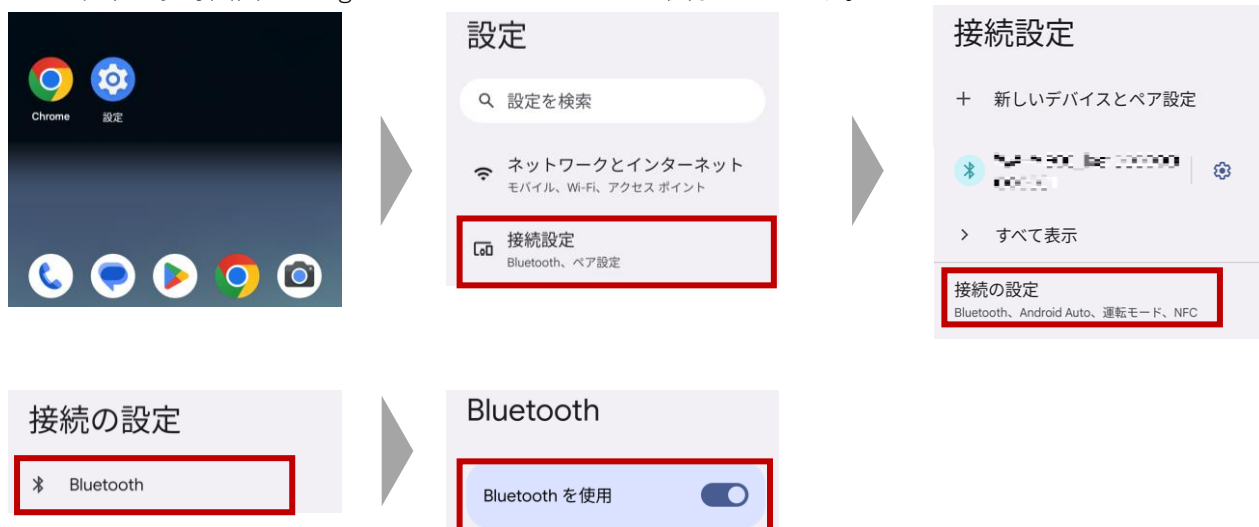 Chrome
設定
設定
設定を検索
ネットワークとインターネット
モバイル、Wi-Fi、アクセス ポイント
接続設定
Bluetooth、ペア設定
接続設定
+ 新しいデバイスとペア設定
> すべて表示
接続の設定
Bluetooth、Android Auto、運転モード、NFC
接続の設定
Bluetooth
Bluetooth
Bluetooth を使用